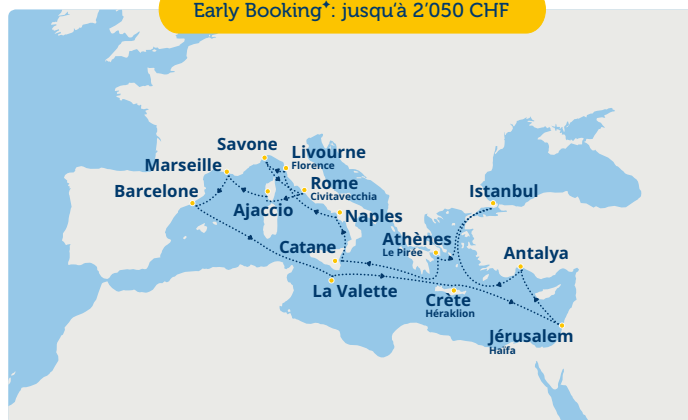 Early Booking✦: jusqu'à 2'050 CHF
Savone
Livourne
Florence
Marseille
Rome
Civitavecchia
Barcelone
Istanbul
Ajaccio
Naples
Athènes
Le Pirée
Catane
Antalya
La Valette
Crète
Héraklion
Jérusalem
Haïfa